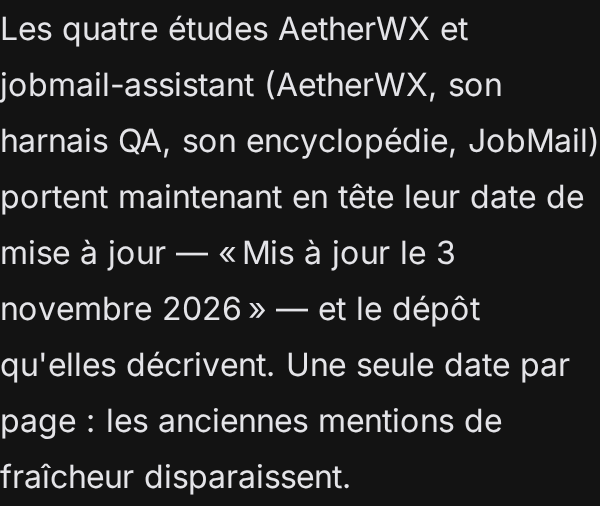 Les quatre études AetherWX et
jobmail-assistant (AetherWX, son
harnais QA, son encyclopédie, JobMail)
portent maintenant en tête leur date de
mise à jour — « Mis à jour le 3
novembre 2026 » — et le dépôt
qu'elles décrivent. Une seule date par
page : les anciennes mentions de
fraîcheur disparaissent.